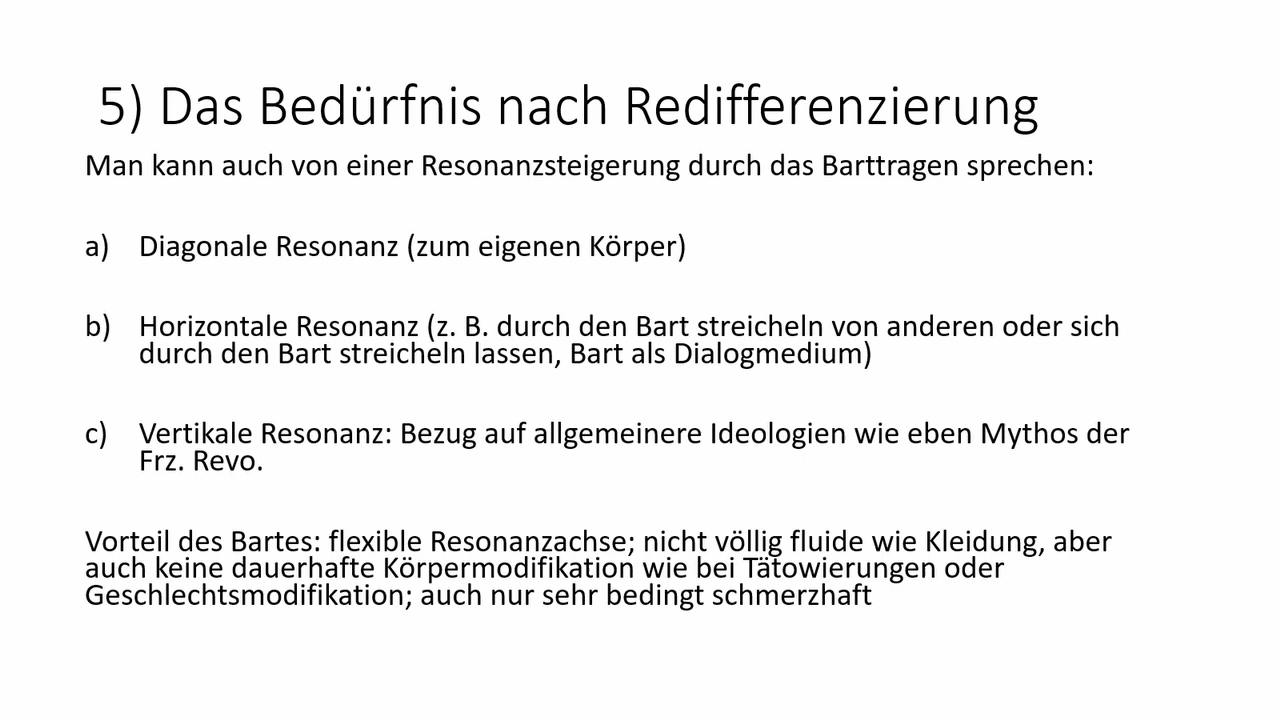 5) Das Bedürfnis nach Redifferenzierung
Man kann auch von einer Resonanzsteigerung durch das Barttragen sprechen:
a) Diagonale Resonanz (zum eigenen Körper)
b) Horizontale Resonanz (z. B. durch den Bart streicheln von anderen oder sich
durch den Bart streicheln lassen, Bart als Dialogmedium)
c) Vertikale Resonanz: Bezug auf allgemeinere Ideologien wie eben Mythos der
Frz. Revo.
Vorteil des Bartes: flexible Resonanzachse; nicht völlig fluide wie Kleidung, aber
auch keine dauerhafte Körpermodifikation wie bei Tätowierungen oder
Geschlechtsmodifikation; auch nur sehr bedingt schmerzhaft